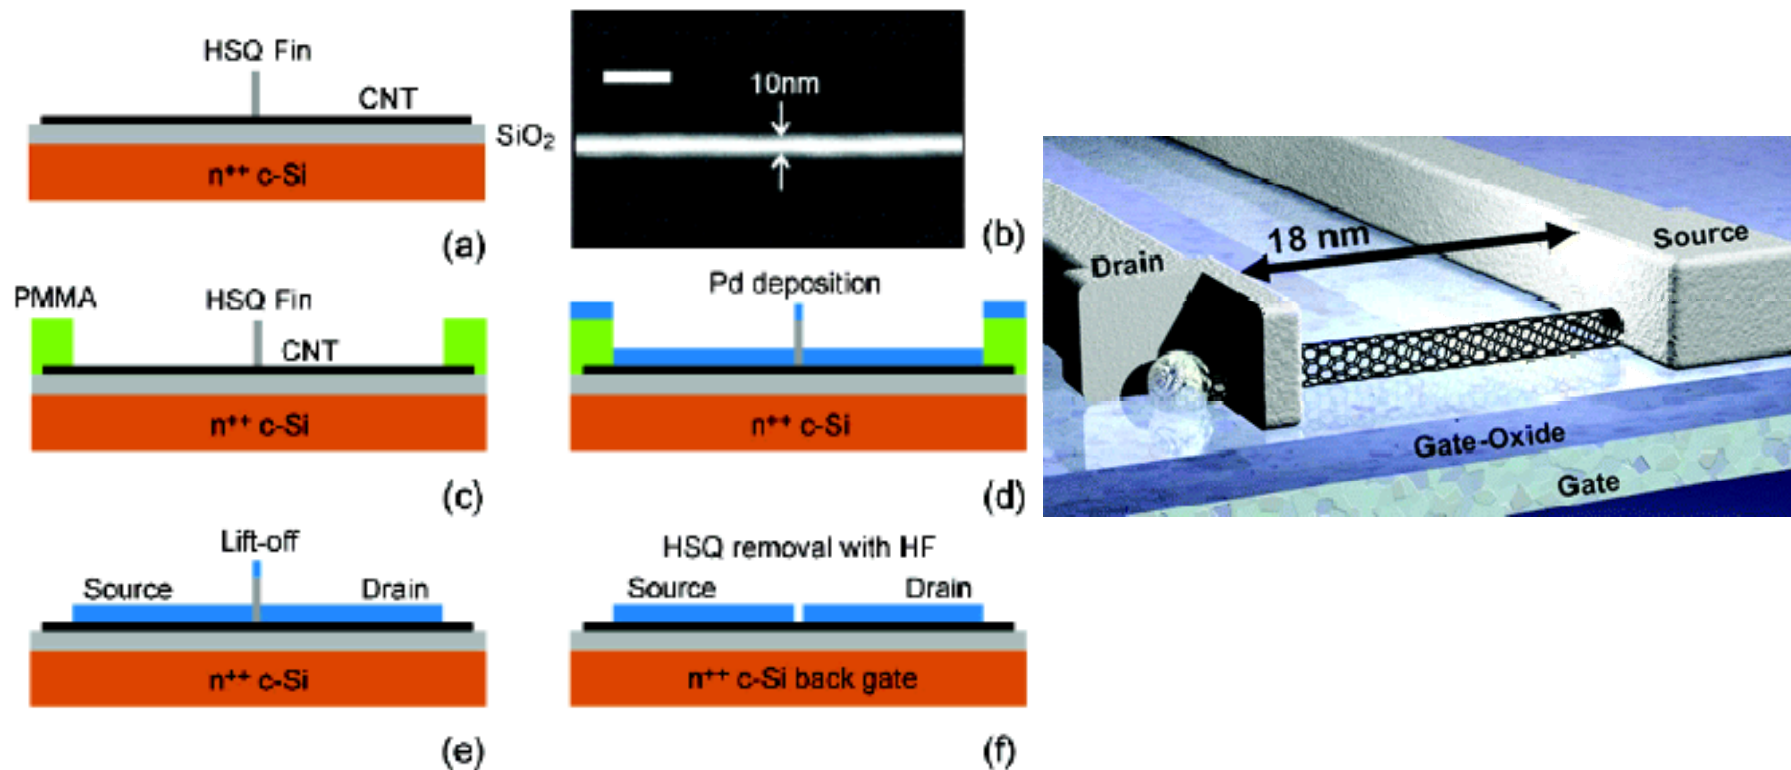 HSQ Fin
CNT
SiO₂
n⁺⁺ c-Si
(a)
10nm
(b)
PMMA
HSQ Fin
CNT
n⁺⁺ c-Si
(c)
Pd deposition
n⁺⁺ c-Si
(d)
Lift-off
Source
Drain
n⁺⁺ c-Si
(e)
HSQ removal with HF
Source
Drain
n⁺⁺ c-Si back gate
(f)
18 nm
Source
Drain
Gate-Oxide
Gate